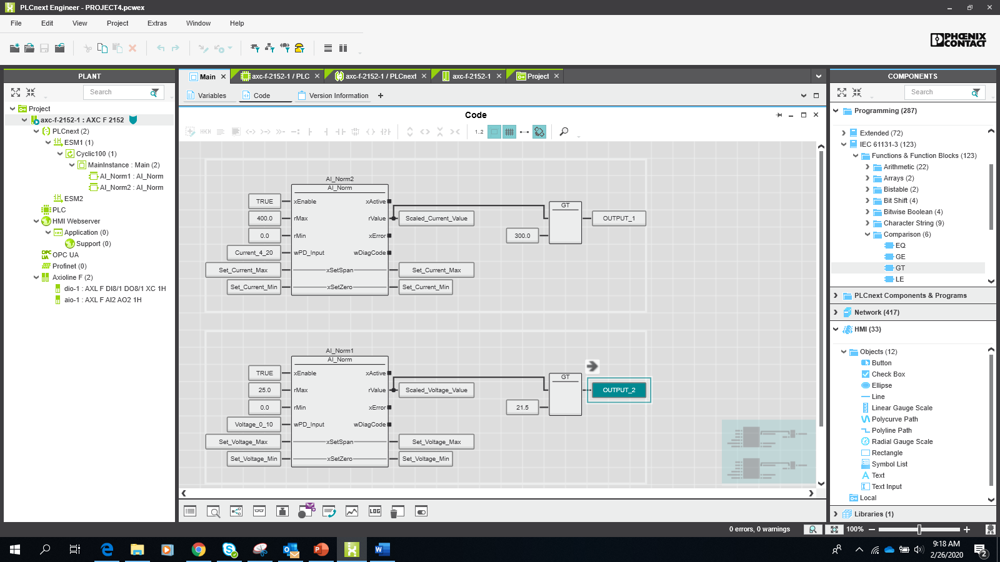 PLCnext Engineer - PROJECT4.pcwex
File Edit View Project Extras Window Help
PHŒNIX
CONTACT
PLANT
Search
Project
axc-f-2152-1 : AXC F 2152
PLCnext (2)
ESM1 (1)
Cyclic100 (1)
MainInstance : Main (2)
AI_Norm1 : AI_Norm
AI_Norm2 : AI_Norm
ESM2
PLC
HMI Webserver
Application (0)
Support (0)
OPC UA
OPC UA
Profinet (0)
Axioline F (2)
dio-1 : AXL F DI8/1 DO8/1 XC 1H
aio-1 : AXL F AI2 AO2 1H
Main axc-f-2152-1 / PLC axc-f-2152-1 / PLCnext axc-f-2152-1 Project
Variables Code Version Information
Code
1..2
AI_Norm2
AI_Norm
TRUE xEnable xActive GT
400.0 rMax rValue Scaled_Current_Value OUTPUT_1
0.0 rMin xError 300.0
Current_4_20 wPD_Input wDiagCode
Set_Current_Max xSetSpan Set_Current_Max
Set_Current_Min xSetZero Set_Current_Min
AI_Norm1
AI_Norm
TRUE xEnable xActive GT
25.0 rMax rValue Scaled_Voltage_Value OUTPUT_2
0.0 rMin xError 21.5
Voltage_0_10 wPD_Input wDiagCode
Set_Voltage_Max xSetSpan Set_Voltage_Max
Set_Voltage_Min xSetZero Set_Voltage_Min
LOG
COMPONENTS
Search
Programming (287)
Extended (72)
IEC 61131-3 (123)
Functions & Function Blocks (123)
Arithmetic (22)
Arrays (2)
Bistable (2)
Bit Shift (4)
Bitwise Boolean (4)
Character String (9)
Comparison (6)
EQ
GE
GT
LE
PLCnext Components & Programs
Network (417)
HMI (33)
Objects (12)
Button
Check Box
Ellipse
Line
Linear Gauge Scale
Polycurve Path
Polyline Path
Radial Gauge Scale
Rectangle
Symbol List
Text
Text Input
Local
Libraries (1)
0 errors, 0 warnings 100%
9:18 AM
2/26/2020
2